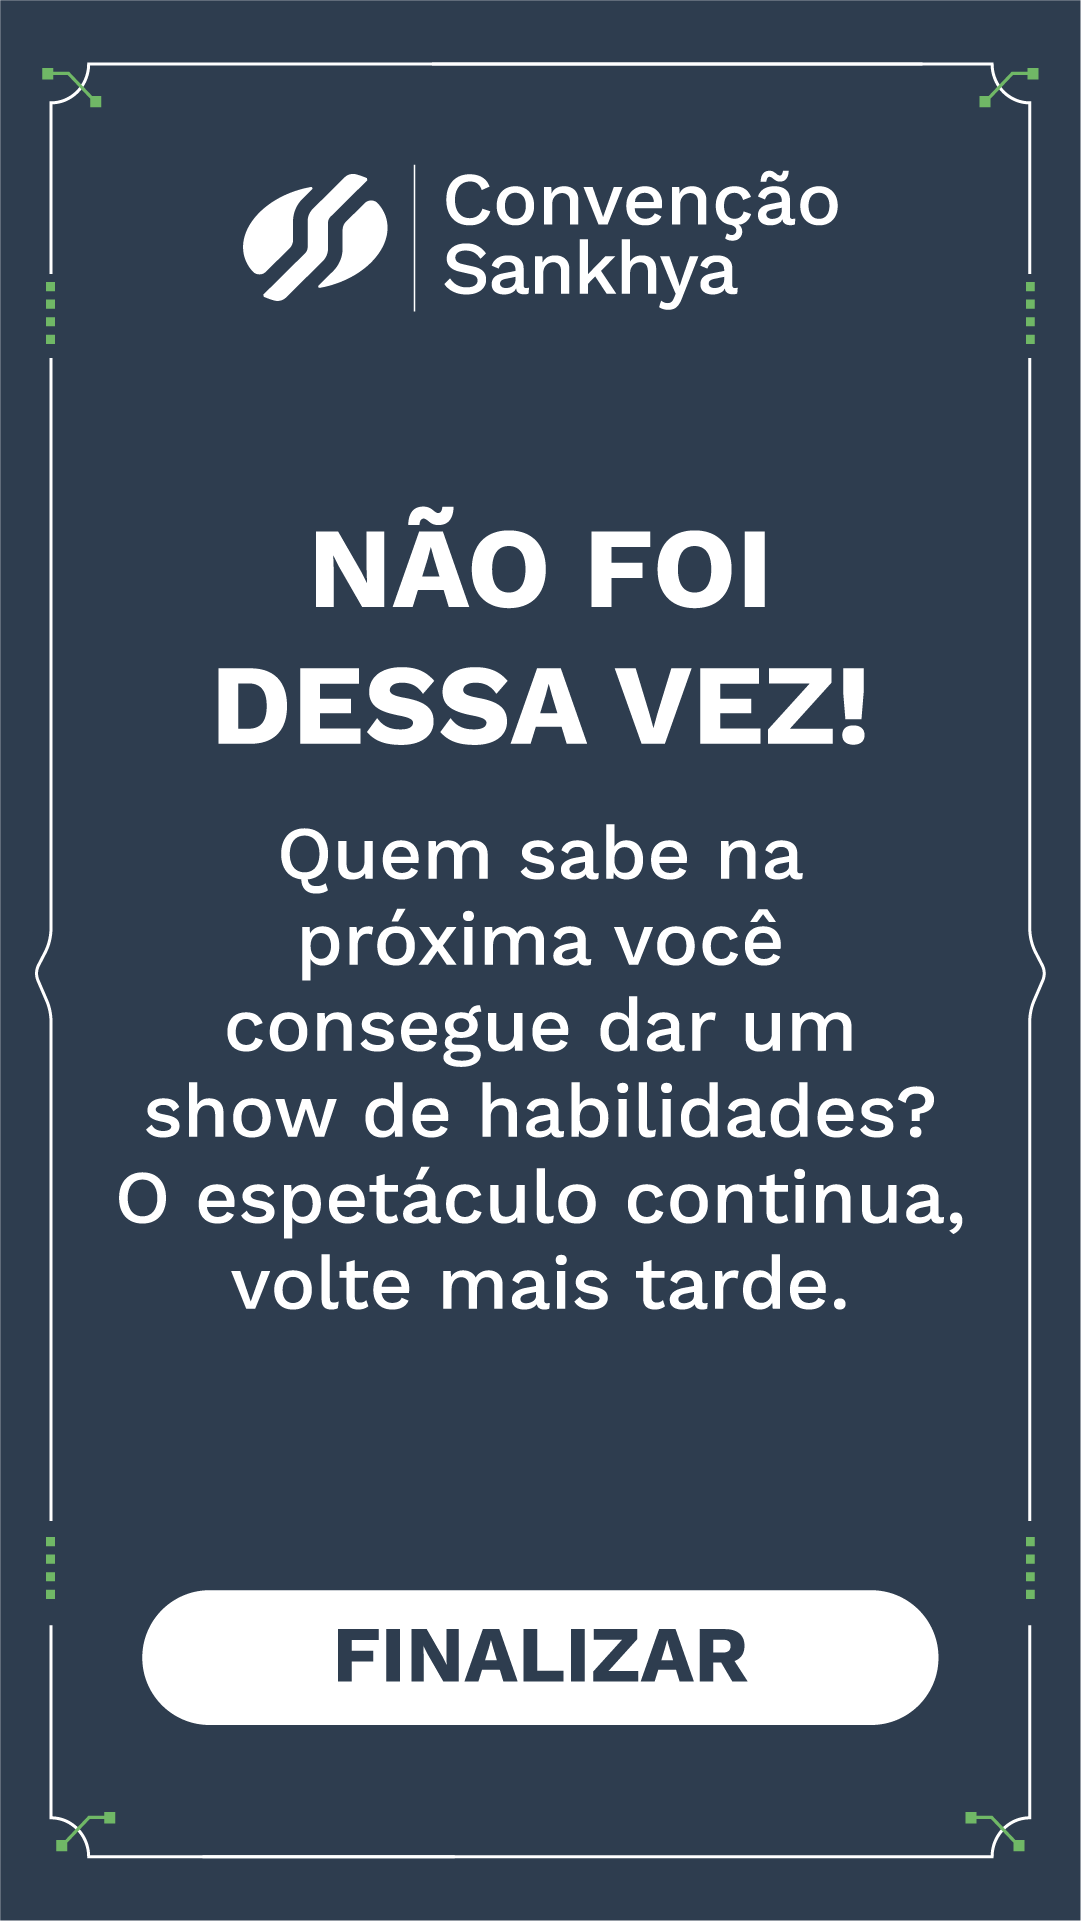 Convenção
Sankhya
NÃO FOI
DESSA VEZ!
Quem sabe na
próxima você
consegue dar um
show de habilidades?
O espetáculo continua,
volte mais tarde.
FINALIZAR